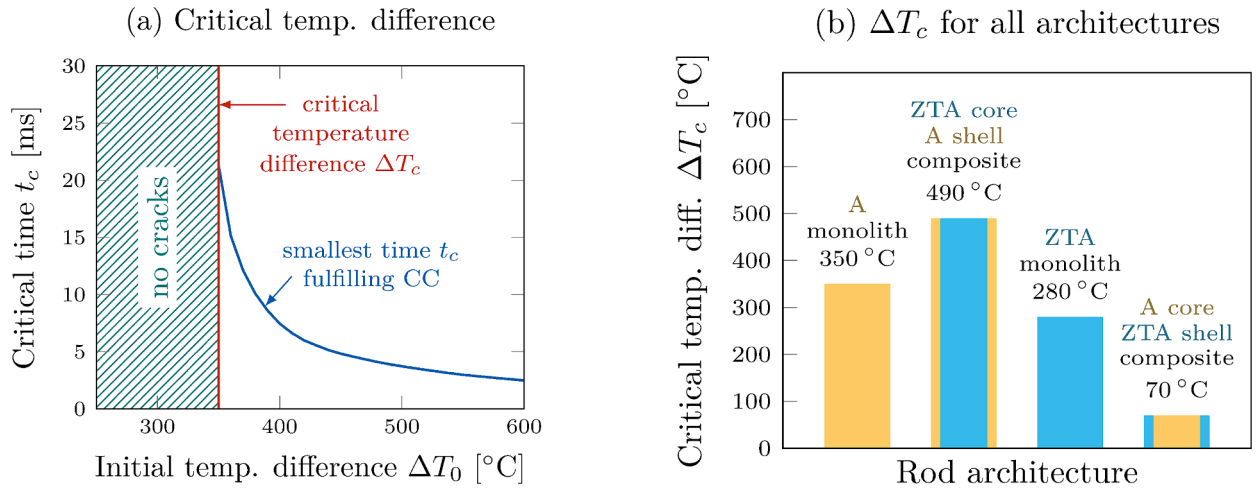 (a) Critical temp. difference
30
25
20
15
10
5
0
300
400
500
600
Critical time t_c [ms]
Initial temp. difference ΔT_0 [°C]
no cracks
critical
temperature
difference ΔT_c
smallest time t_c
fulfilling CC
(b) ΔT_c for all architectures
Critical temp. diff. ΔT_c [°C]
700
600
500
400
300
200
100
0
A
monolith
350 °C
ZTA core
A shell
composite
490 °C
ZTA
monolith
280 °C
A core
ZTA shell
composite
70 °C
Rod architecture